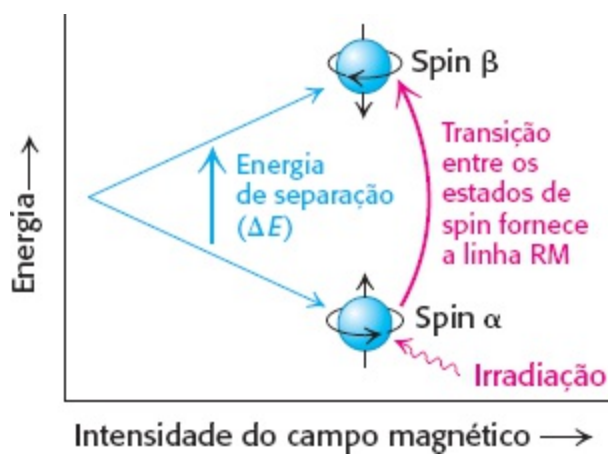 Spin β
Transição
entre os
estados de
spin fornece
a linha RM
Energia
de separação
(ΔE)
Energia
Spin α
Irradiação
Intensidade do campo magnético